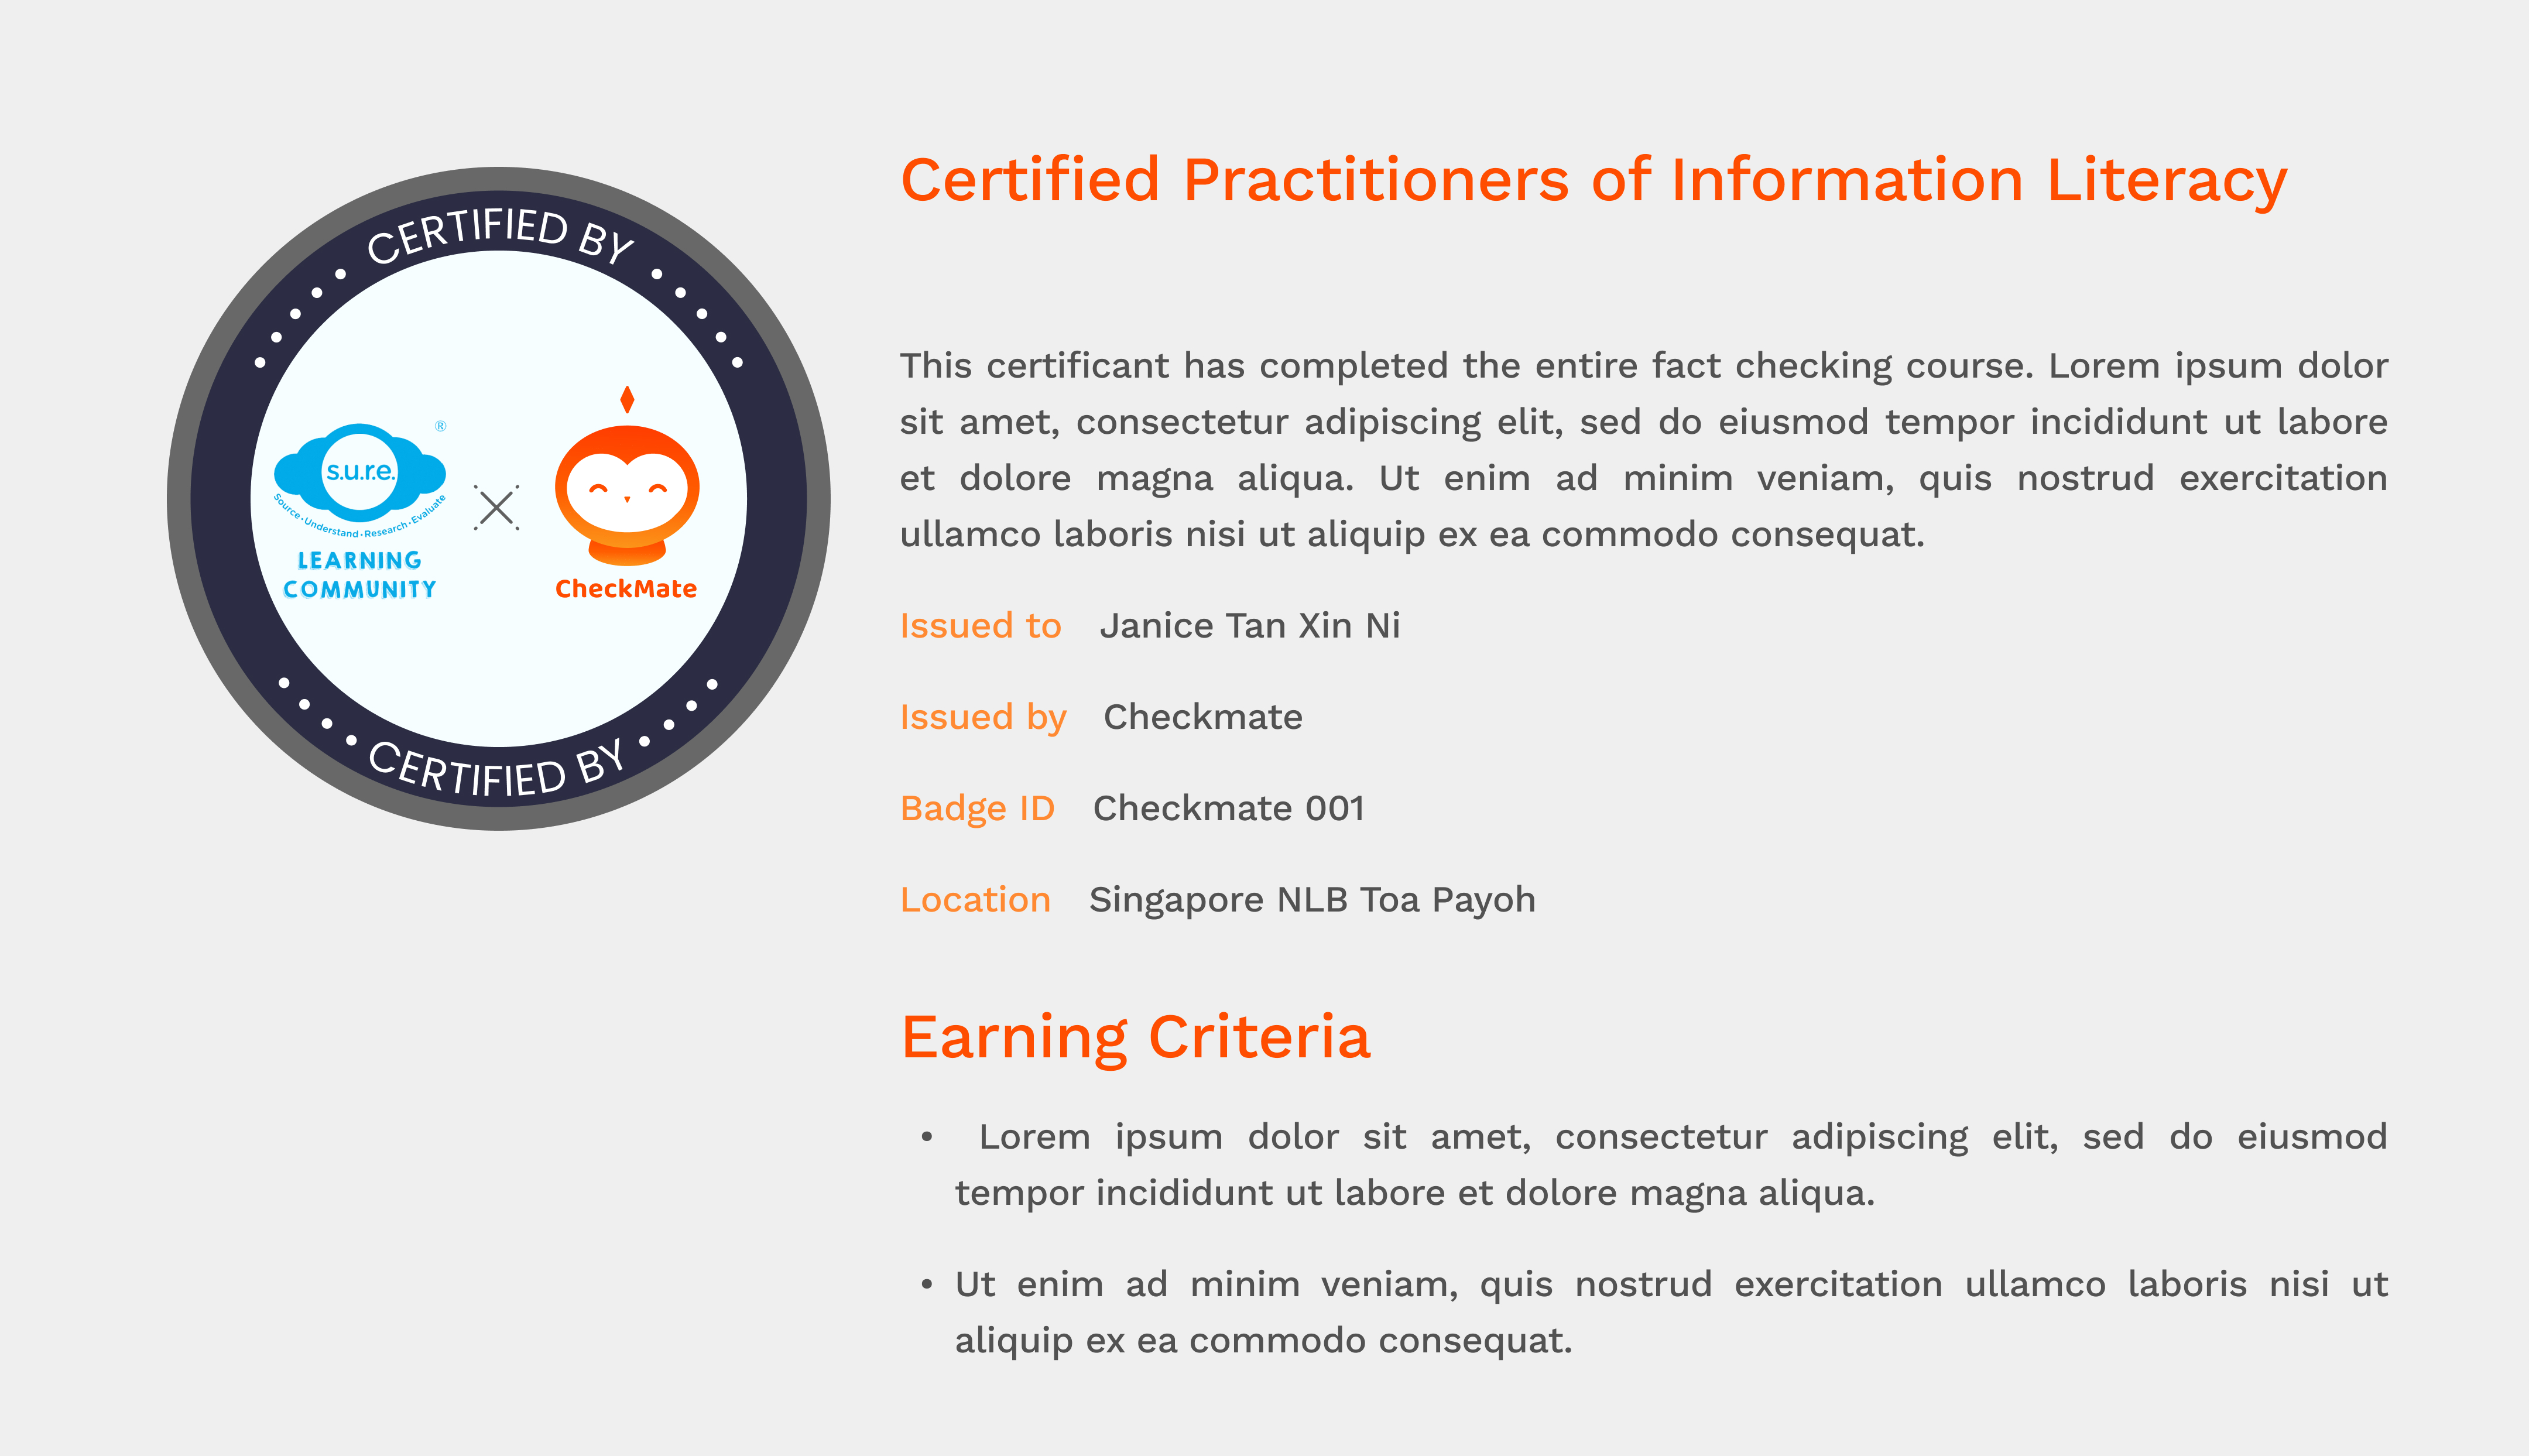 CERTIFIED BY
s.u.r.e.
®
Source • Understand • Research • Evaluate
LEARNING
COMMUNITY
CheckMate
CERTIFIED BY
Certified Practitioners of Information Literacy
This certificant has completed the entire fact checking course. Lorem ipsum dolor
sit amet, consectetur adipiscing elit, sed do eiusmod tempor incididunt ut labore
et dolore magna aliqua. Ut enim ad minim veniam, quis nostrud exercitation
ullamco laboris nisi ut aliquip ex ea commodo consequat.
Issued to Janice Tan Xin Ni
Issued by Checkmate
Badge ID Checkmate 001
Location Singapore NLB Toa Payoh
Earning Criteria
• Lorem ipsum dolor sit amet, consectetur adipiscing elit, sed do eiusmod
tempor incididunt ut labore et dolore magna aliqua.
• Ut enim ad minim veniam, quis nostrud exercitation ullamco laboris nisi ut
aliquip ex ea commodo consequat.